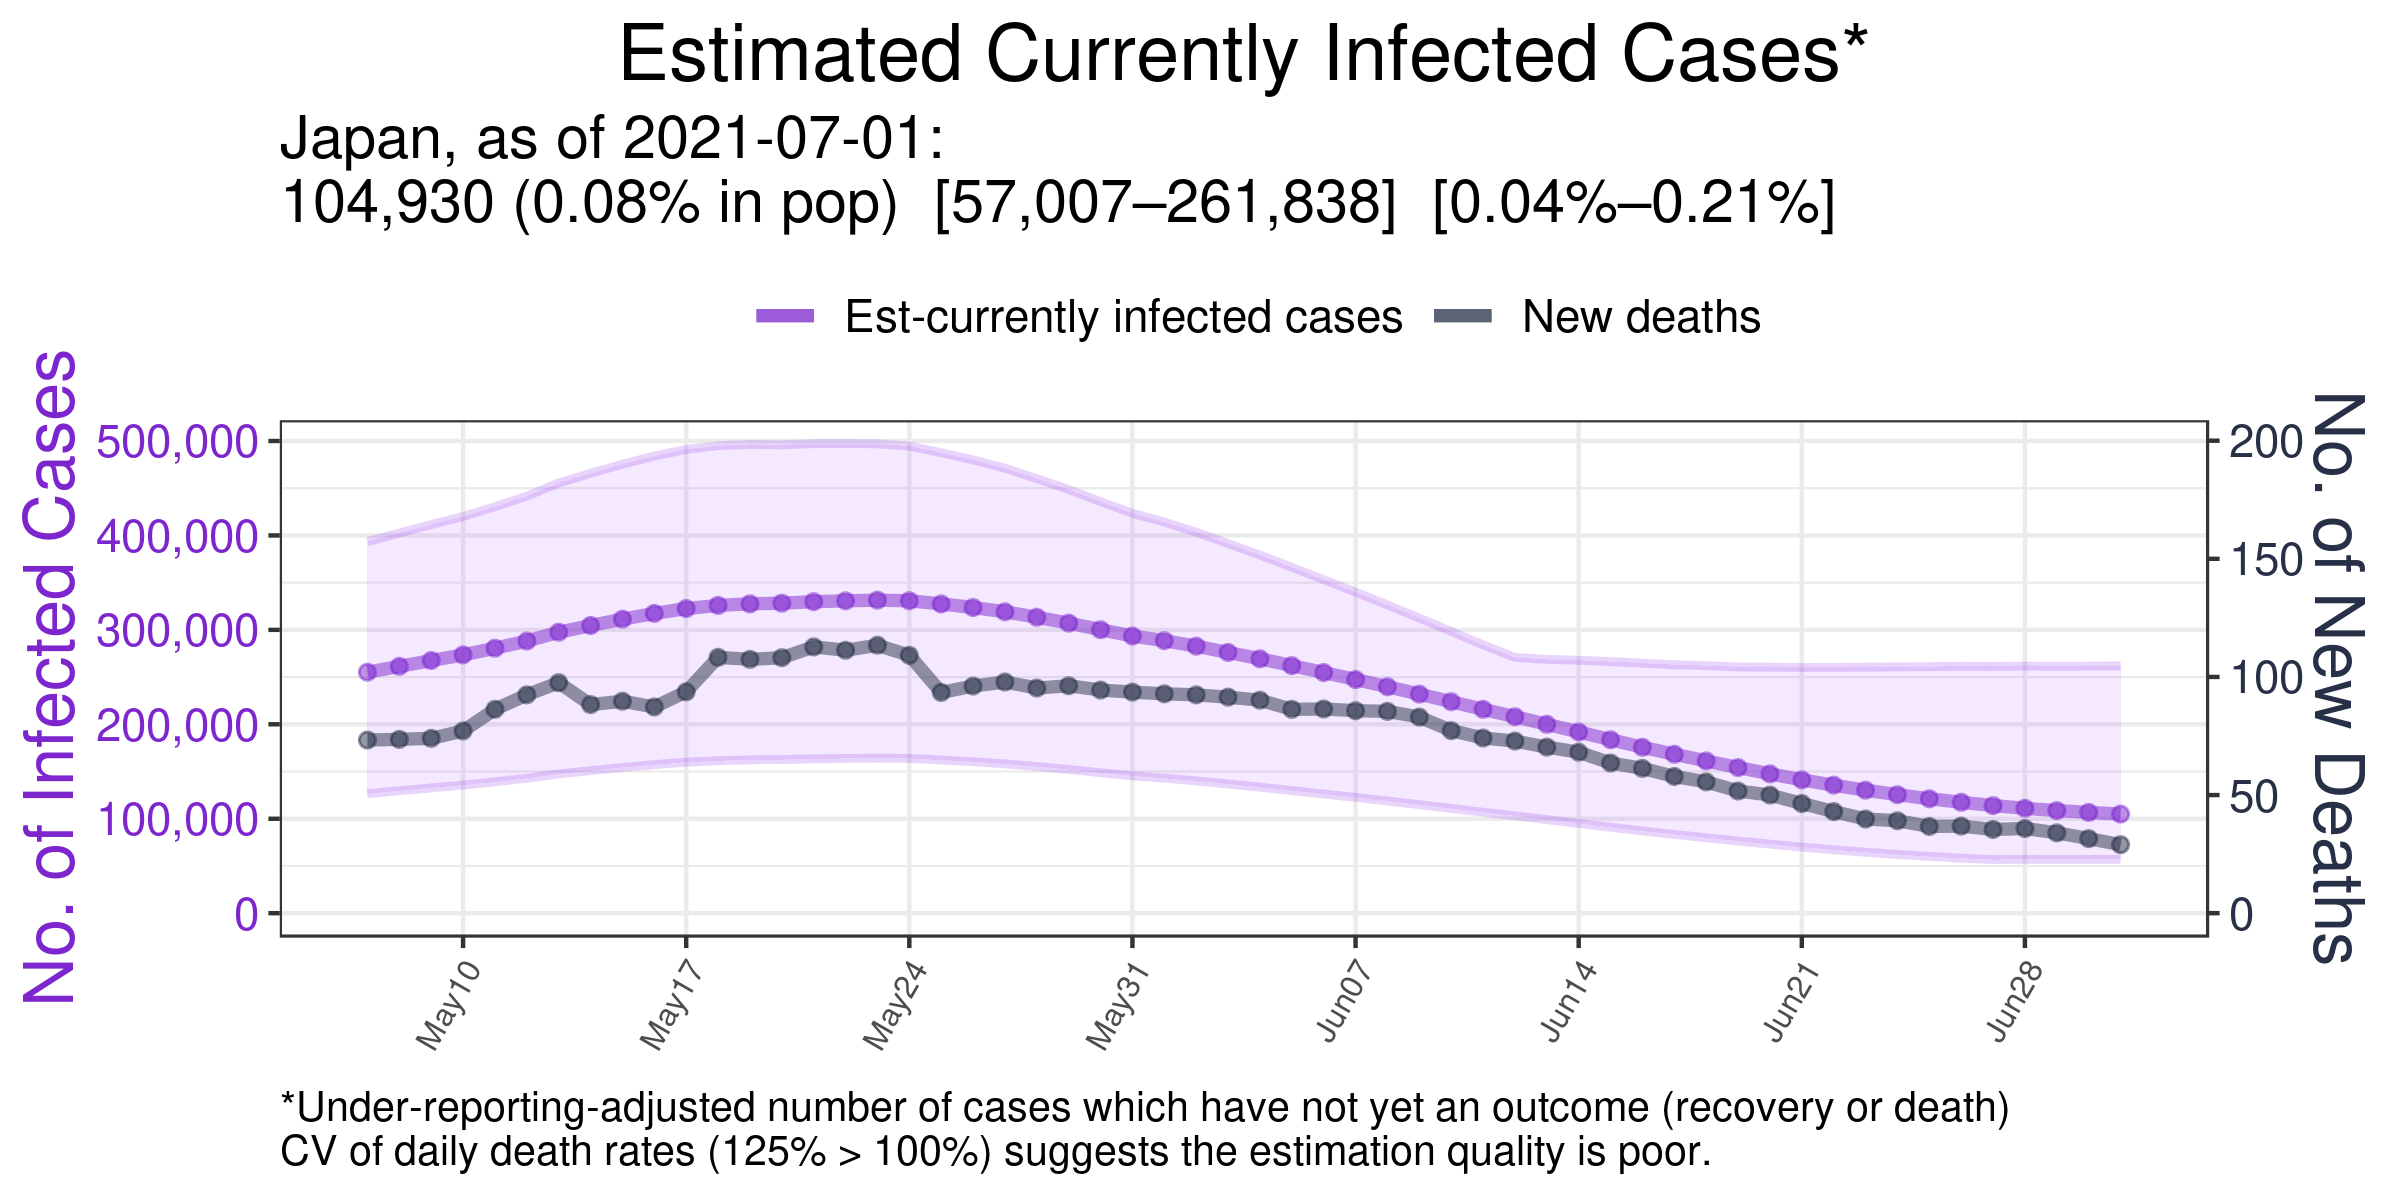 Estimated Currently Infected Cases*
Japan, as of 2021-07-01:
104,930 (0.08% in pop)  [57,007–261,838]  [0.04%–0.21%]
Est-currently infected cases
New deaths
No. of Infected Cases
500,000
400,000
300,000
200,000
100,000
0
200
150
100
50
0
No. of New Deaths
May10
May17
May24
May31
Jun07
Jun14
Jun21
Jun28
*Under-reporting-adjusted number of cases which have not yet an outcome (recovery or death)
CV of daily death rates (125% > 100%) suggests the estimation quality is poor.